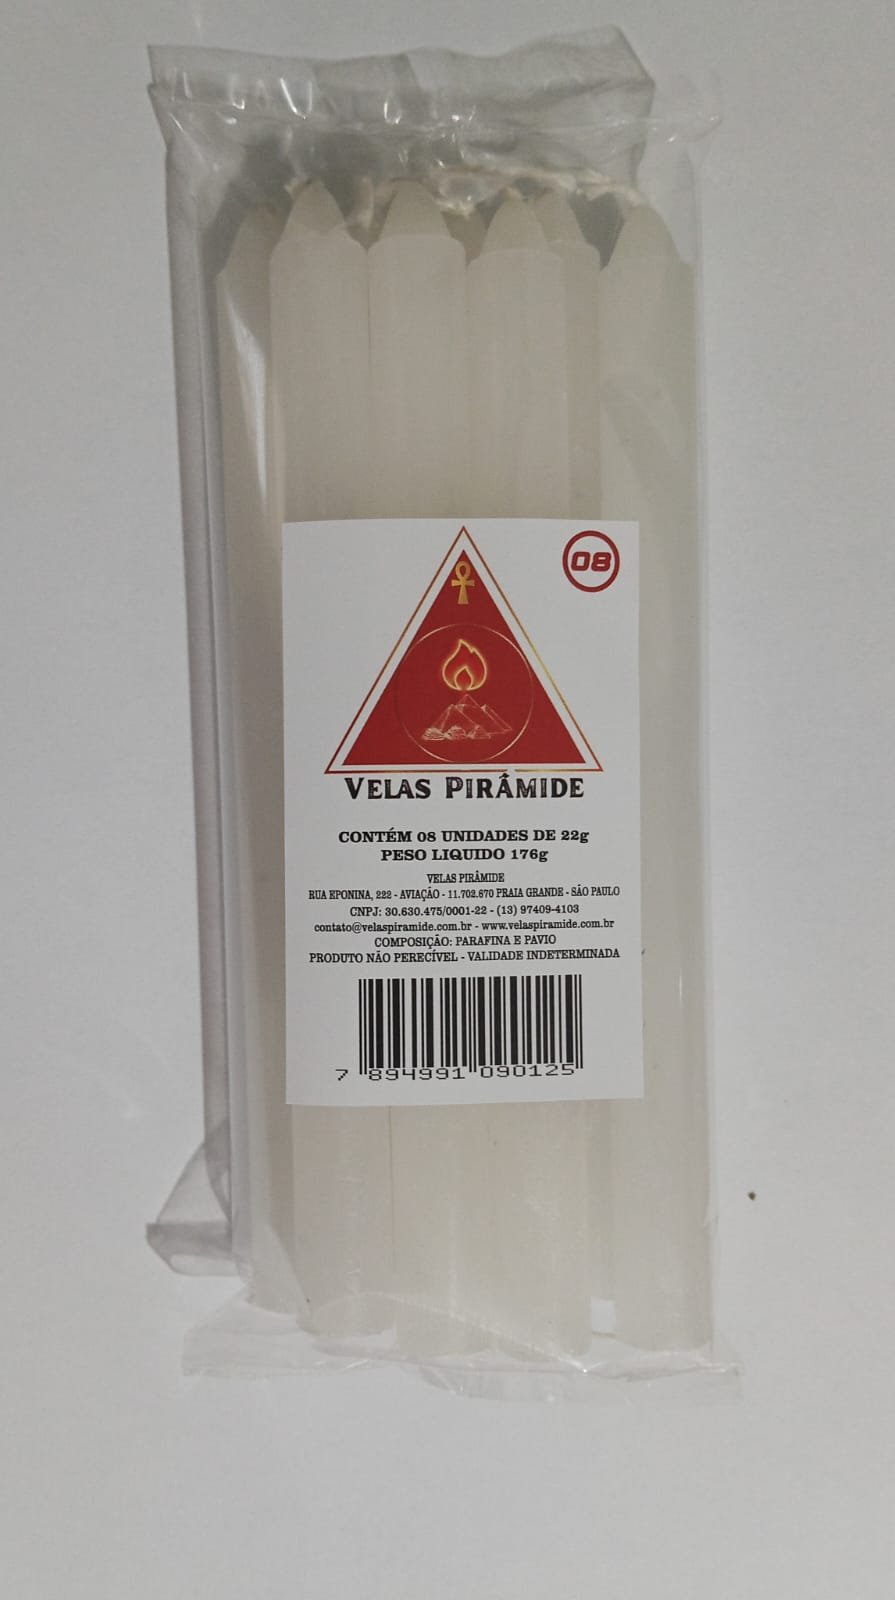 08
VELAS PIRÂMIDE
CONTÉM 08 UNIDADES DE 22g
PESO LIQUIDO 176g
VELAS PIRÂMIDE
RUA EPONINA, 222 - AVIAÇÃO - 11.702.670 PRAIA GRANDE - SÃO PAULO
CNPJ: 30.630.475/0001-22 - (13) 97409-4103
contato@velaspiramide.com.br - www.velaspiramide.com.br
COMPOSIÇÃO: PARAFINA E PAVIO
PRODUTO NÃO PERECÍVEL - VALIDADE INDETERMINADA
7 894991 090125